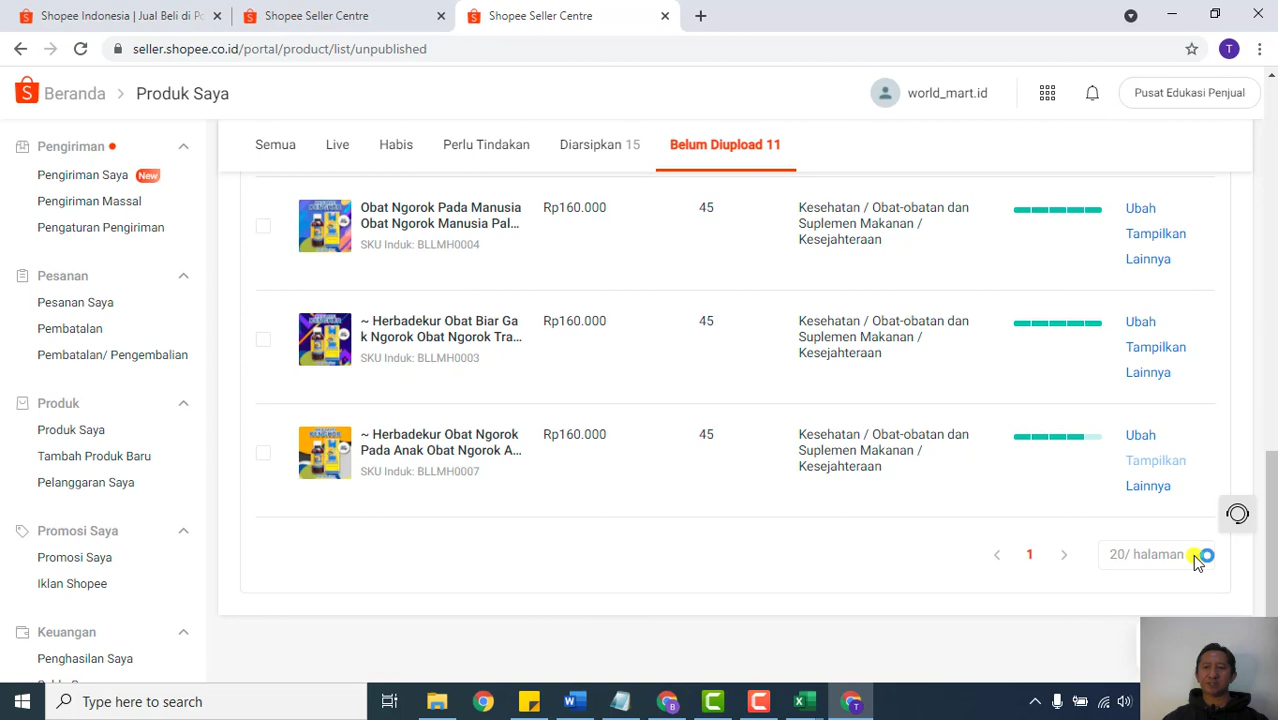 Shopee Indonesia | Jual Beli di Po
Shopee Seller Centre
Shopee Seller Centre
seller.shopee.co.id/portal/product/list/unpublished
T
Beranda > Produk Saya
world_mart.id
Pusat Edukasi Penjual
Semua
Live
Habis
Perlu Tindakan
Diarsipkan 15
Belum Diupload 11
Pengiriman
Pengiriman Saya New
Pengiriman Massal
Pengaturan Pengiriman
Pesanan
Pesanan Saya
Pembatalan
Pembatalan/ Pengembalian
Produk
Produk Saya
Tambah Produk Baru
Pelanggaran Saya
Promosi Saya
Promosi Saya
Iklan Shopee
Keuangan
Penghasilan Saya
Obat Ngorok Pada Manusia
Obat Ngorok Manusia Pal...
SKU Induk: BLLMH0004
Rp160.000
45
Kesehatan / Obat-obatan dan
Suplemen Makanan /
Kesejahteraan
Ubah
Tampilkan
Lainnya
~ Herbadekur Obat Biar Ga
k Ngorok Obat Ngorok Tra...
SKU Induk: BLLMH0003
Rp160.000
45
Kesehatan / Obat-obatan dan
Suplemen Makanan /
Kesejahteraan
Ubah
Tampilkan
Lainnya
~ Herbadekur Obat Ngorok
Pada Anak Obat Ngorok A...
SKU Induk: BLLMH0007
Rp160.000
45
Kesehatan / Obat-obatan dan
Suplemen Makanan /
Kesejahteraan
Ubah
Tampilkan
Lainnya
1
20/ halaman
Type here to search